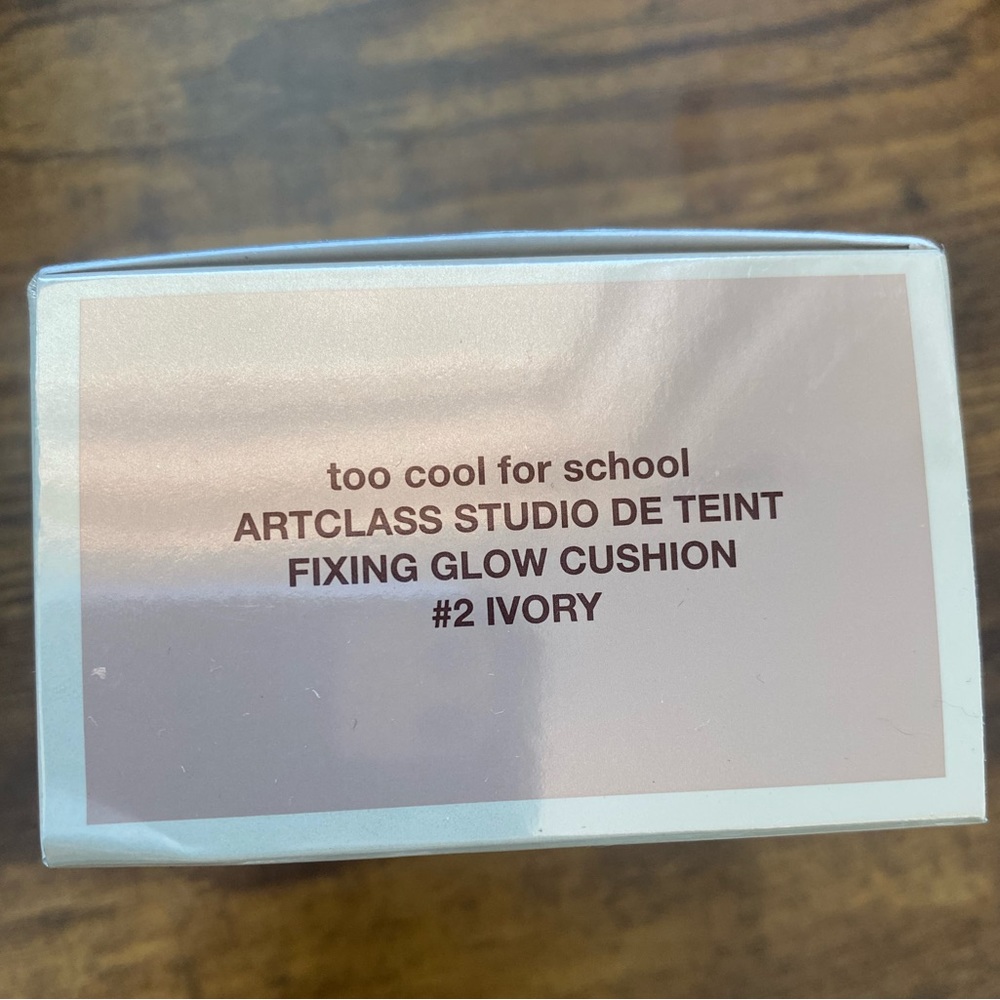 too cool for school
ARTCLASS STUDIO DE TEINT
FIXING GLOW CUSHION
#2 IVORY